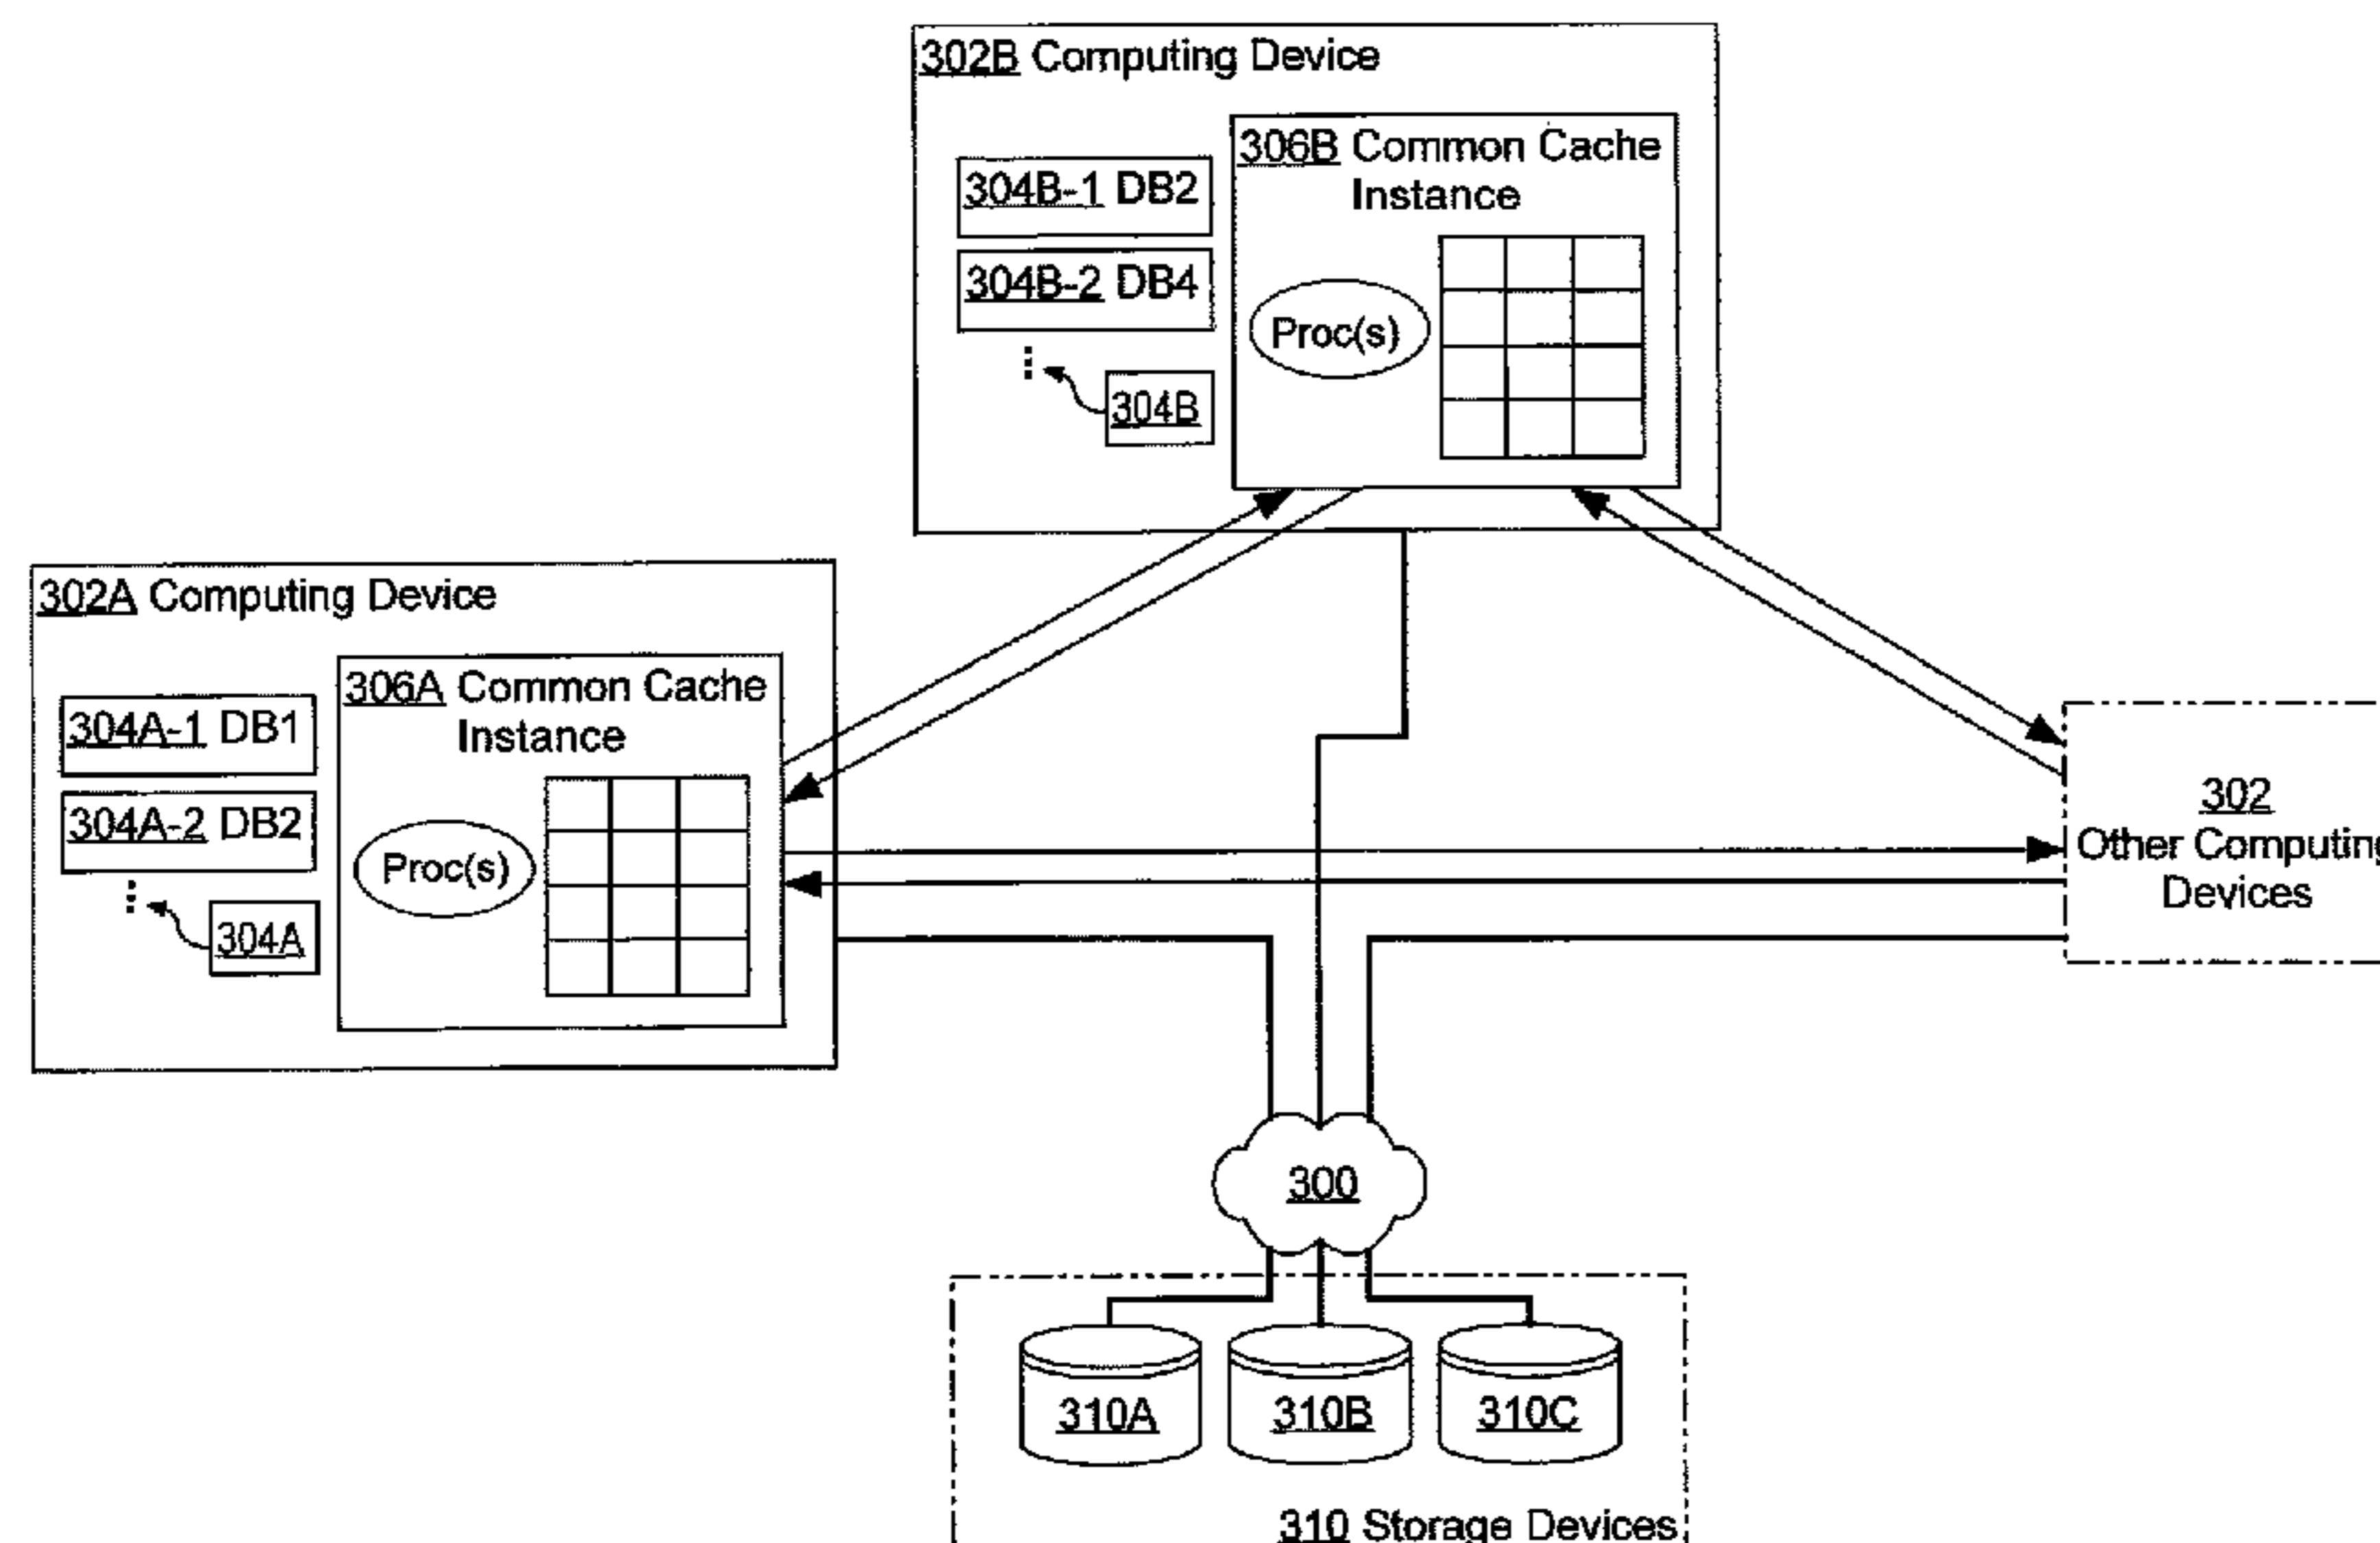 302B Computing Device
306B Common Cache
Instance
304B-1 DB2
304B-2 DB4
Proc(s)
304B
302A Computing Device
306A Common Cache
Instance
304A-1 DB1
304A-2 DB2
Proc(s)
304A
302
Other Computing
Devices
300
310A
310B
310C
310 Storage Devices